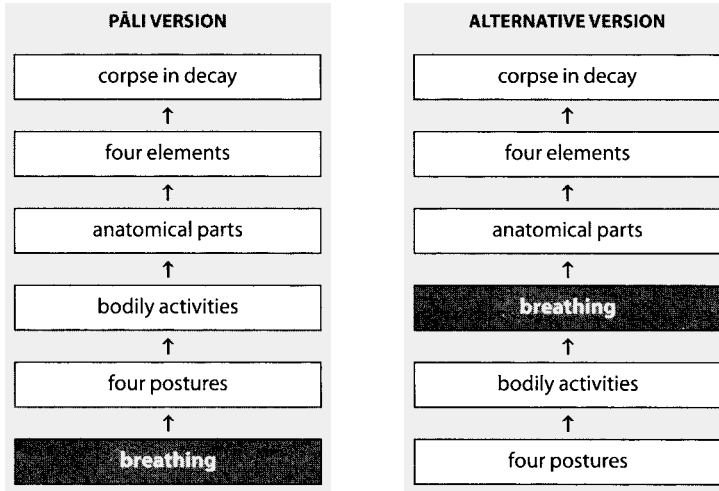 PĀLI VERSION
corpse in decay
↑
four elements
↑
anatomical parts
↑
bodily activities
↑
four postures
↑
breathing
ALTERNATIVE VERSION
corpse in decay
↑
four elements
↑
anatomical parts
↑
breathing
↑
bodily activities
↑
four postures